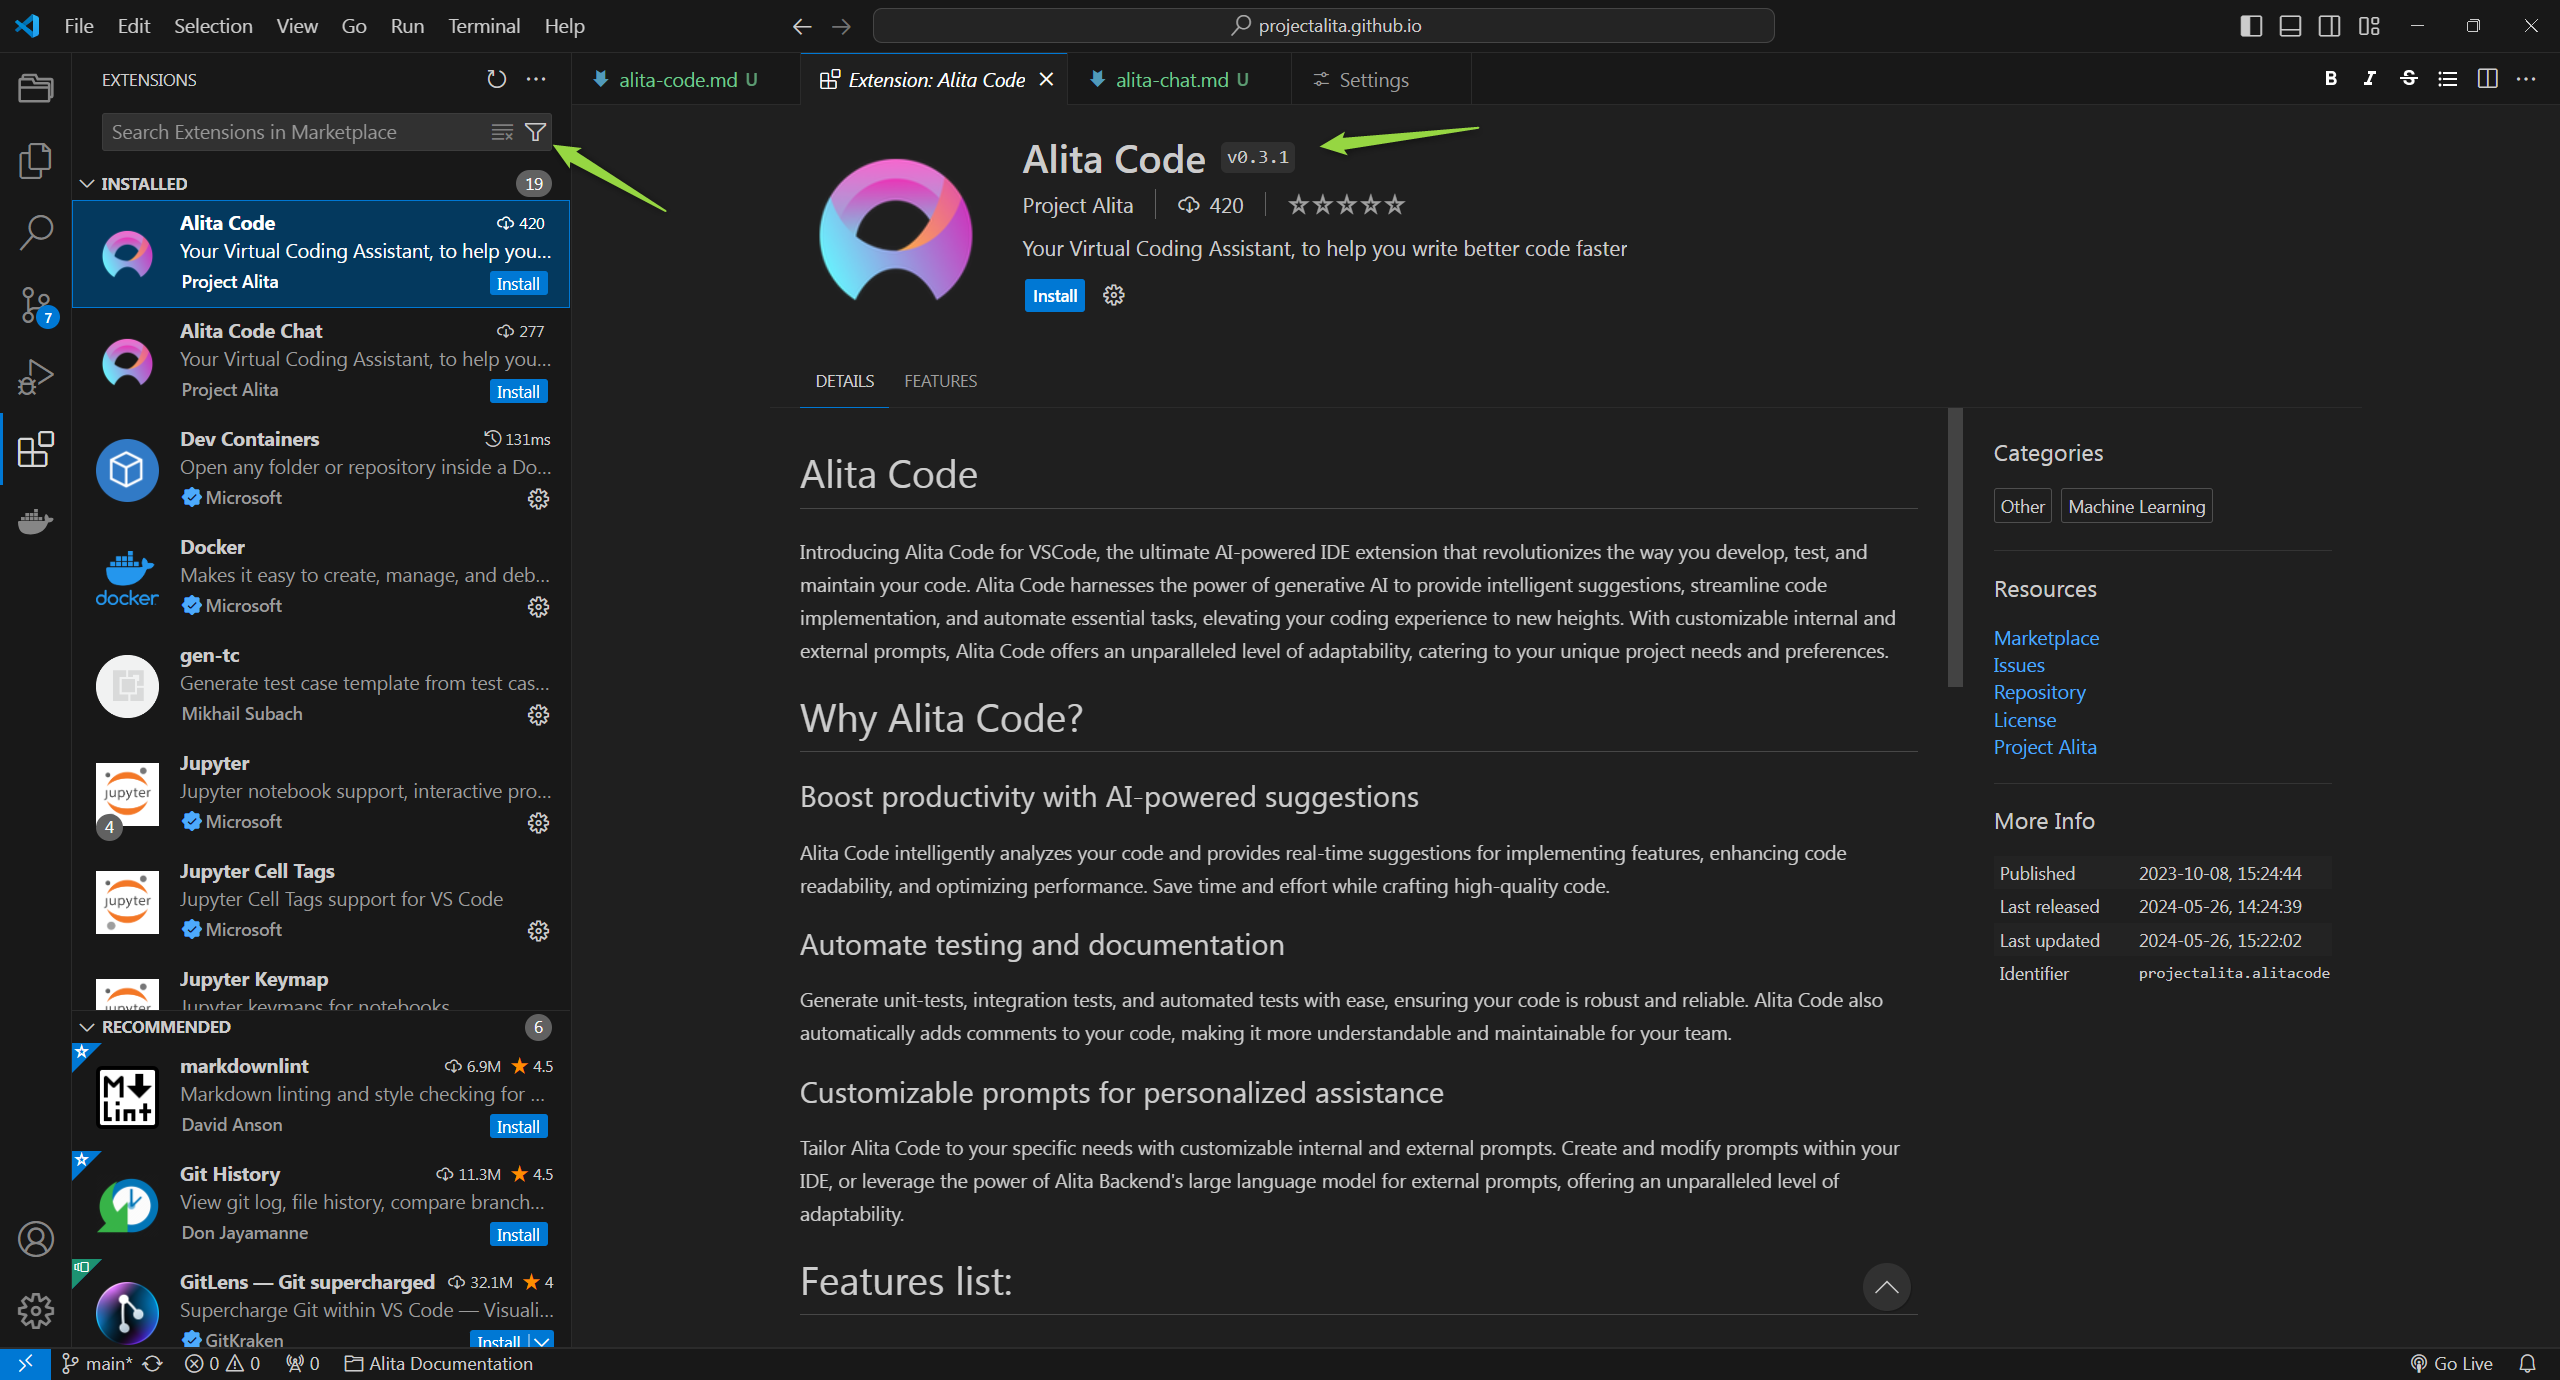 File Edit Selection View Go Run Terminal Help
projectalita.github.io
EXTENSIONS
Search Extensions in Marketplace
INSTALLED 19
Alita Code 420
Your Virtual Coding Assistant, to help you...
Project Alita Install
Alita Code Chat 277
Your Virtual Coding Assistant, to help you...
Project Alita Install
Dev Containers 131ms
Open any folder or repository inside a Do...
Microsoft
Docker
Makes it easy to create, manage, and deb...
docker
Microsoft
gen-tc
Generate test case template from test cas...
Mikhail Subach
Jupyter
jupyter
Jupyter notebook support, interactive pro...
4
Microsoft
Jupyter Cell Tags
jupyter
Jupyter Cell Tags support for VS Code
Microsoft
Jupyter Keymap
jupyter
Jupyter keymaps for notebooks
RECOMMENDED 6
markdownlint 6.9M 4.5
M Lint
Markdown linting and style checking for ...
David Anson Install
Git History 11.3M 4.5
View git log, file history, compare branch...
Don Jayamanne Install
GitLens — Git supercharged 32.1M 4
Supercharge Git within VS Code — Visuali...
GitKraken Install
7
alita-code.md U
Extension: Alita Code
alita-chat.md U
Settings
B I S
Alita Code v0.3.1
Project Alita 420
Your Virtual Coding Assistant, to help you write better code faster
Install
DETAILS FEATURES
Alita Code
Introducing Alita Code for VSCode, the ultimate AI-powered IDE extension that revolutionizes the way you develop, test, and
maintain your code. Alita Code harnesses the power of generative AI to provide intelligent suggestions, streamline code
implementation, and automate essential tasks, elevating your coding experience to new heights. With customizable internal and
external prompts, Alita Code offers an unparalleled level of adaptability, catering to your unique project needs and preferences.
Why Alita Code?
Boost productivity with AI-powered suggestions
Alita Code intelligently analyzes your code and provides real-time suggestions for implementing features, enhancing code
readability, and optimizing performance. Save time and effort while crafting high-quality code.
Automate testing and documentation
Generate unit-tests, integration tests, and automated tests with ease, ensuring your code is robust and reliable. Alita Code also
automatically adds comments to your code, making it more understandable and maintainable for your team.
Customizable prompts for personalized assistance
Tailor Alita Code to your specific needs with customizable internal and external prompts. Create and modify prompts within your
IDE, or leverage the power of Alita Backend's large language model for external prompts, offering an unparalleled level of
adaptability.
Features list:
Categories
Other Machine Learning
Resources
Marketplace
Issues
Repository
License
Project Alita
More Info
Published 2023-10-08, 15:24:44
Last released 2024-05-26, 14:24:39
Last updated 2024-05-26, 15:22:02
Identifier projectalita.alitacode
main* 0 0 0 Alita Documentation
Go Live